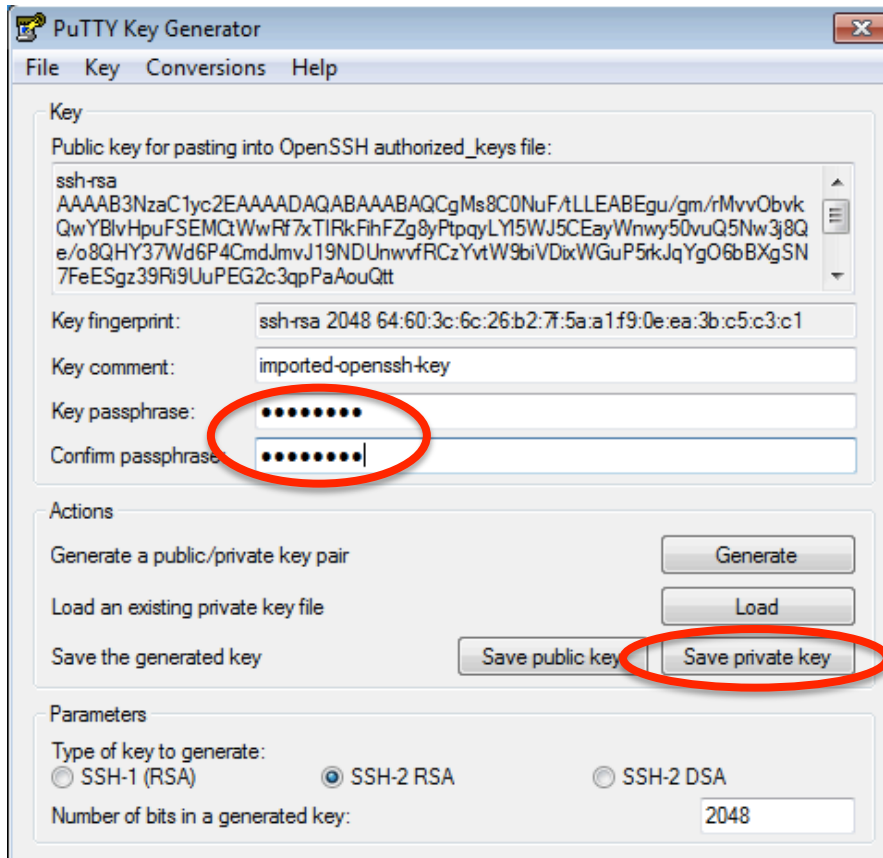 PuTTY Key Generator
File Key Conversions Help
Key
Public key for pasting into OpenSSH authorized_keys file:
ssh-rsa
AAAAB3NzaC1yc2EAAAADAQABAAABAQCgMs8C0NuF/tLLEABEgu/gm/rMvvObvk
QwYBlvHpuFSEMCtWwRf7xTIRkFihFZg8yPtpqyLYl5WJ5CEayWnwy50vuQ5Nw3j8Q
e/o8QHY37Wd6P4CmdJmvJ19NDUnwvfRCzYvtW9biVDixWGuP5rkJqYgO6bBXgSN
7FeESgz39Ri9UuPEG2c3qpPaAouQtt
Key fingerprint: ssh-rsa 2048 64:60:3c:6c:26:b2:7f:5a:a1:f9:0e:ea:3b:c5:c3:c1
Key comment: imported-openssh-key
Key passphrase: ●●●●●●●●
Confirm passphrase: ●●●●●●●●
Actions
Generate a public/private key pair Generate
Load an existing private key file Load
Save the generated key Save public key Save private key
Parameters
Type of key to generate:
SSH-1 (RSA) SSH-2 RSA SSH-2 DSA
Number of bits in a generated key: 2048